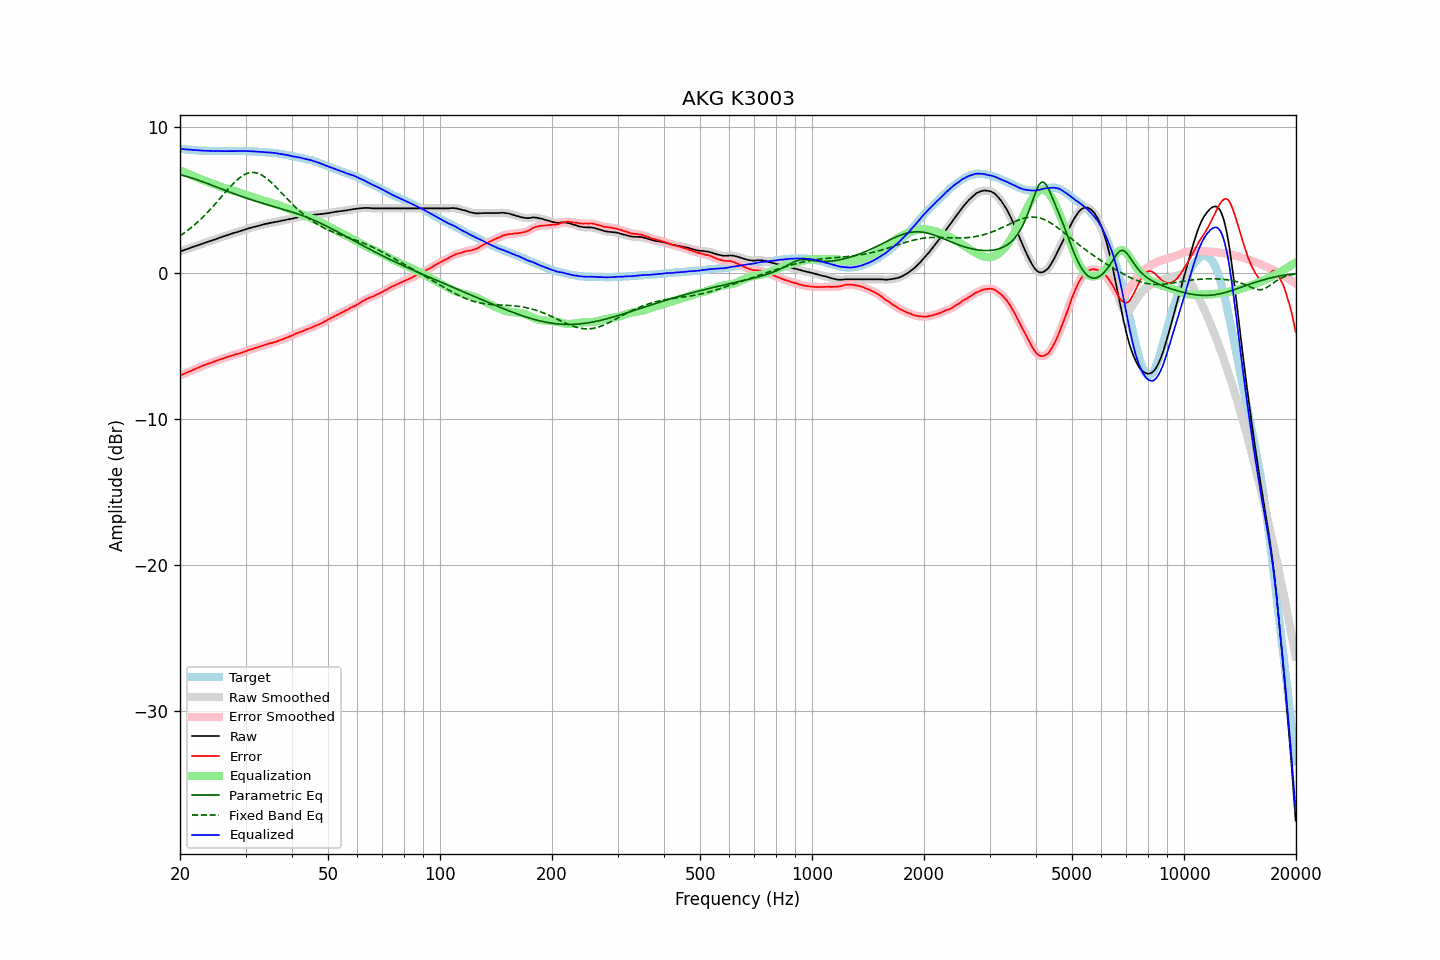 AKG K3003
10
0
−10
−20
−30
Amplitude (dBr)
Target
Raw Smoothed
Error Smoothed
Raw
Error
Equalization
Parametric Eq
Fixed Band Eq
Equalized
20 50 100 200 500 1000 2000 5000 10000 20000
Frequency (Hz)